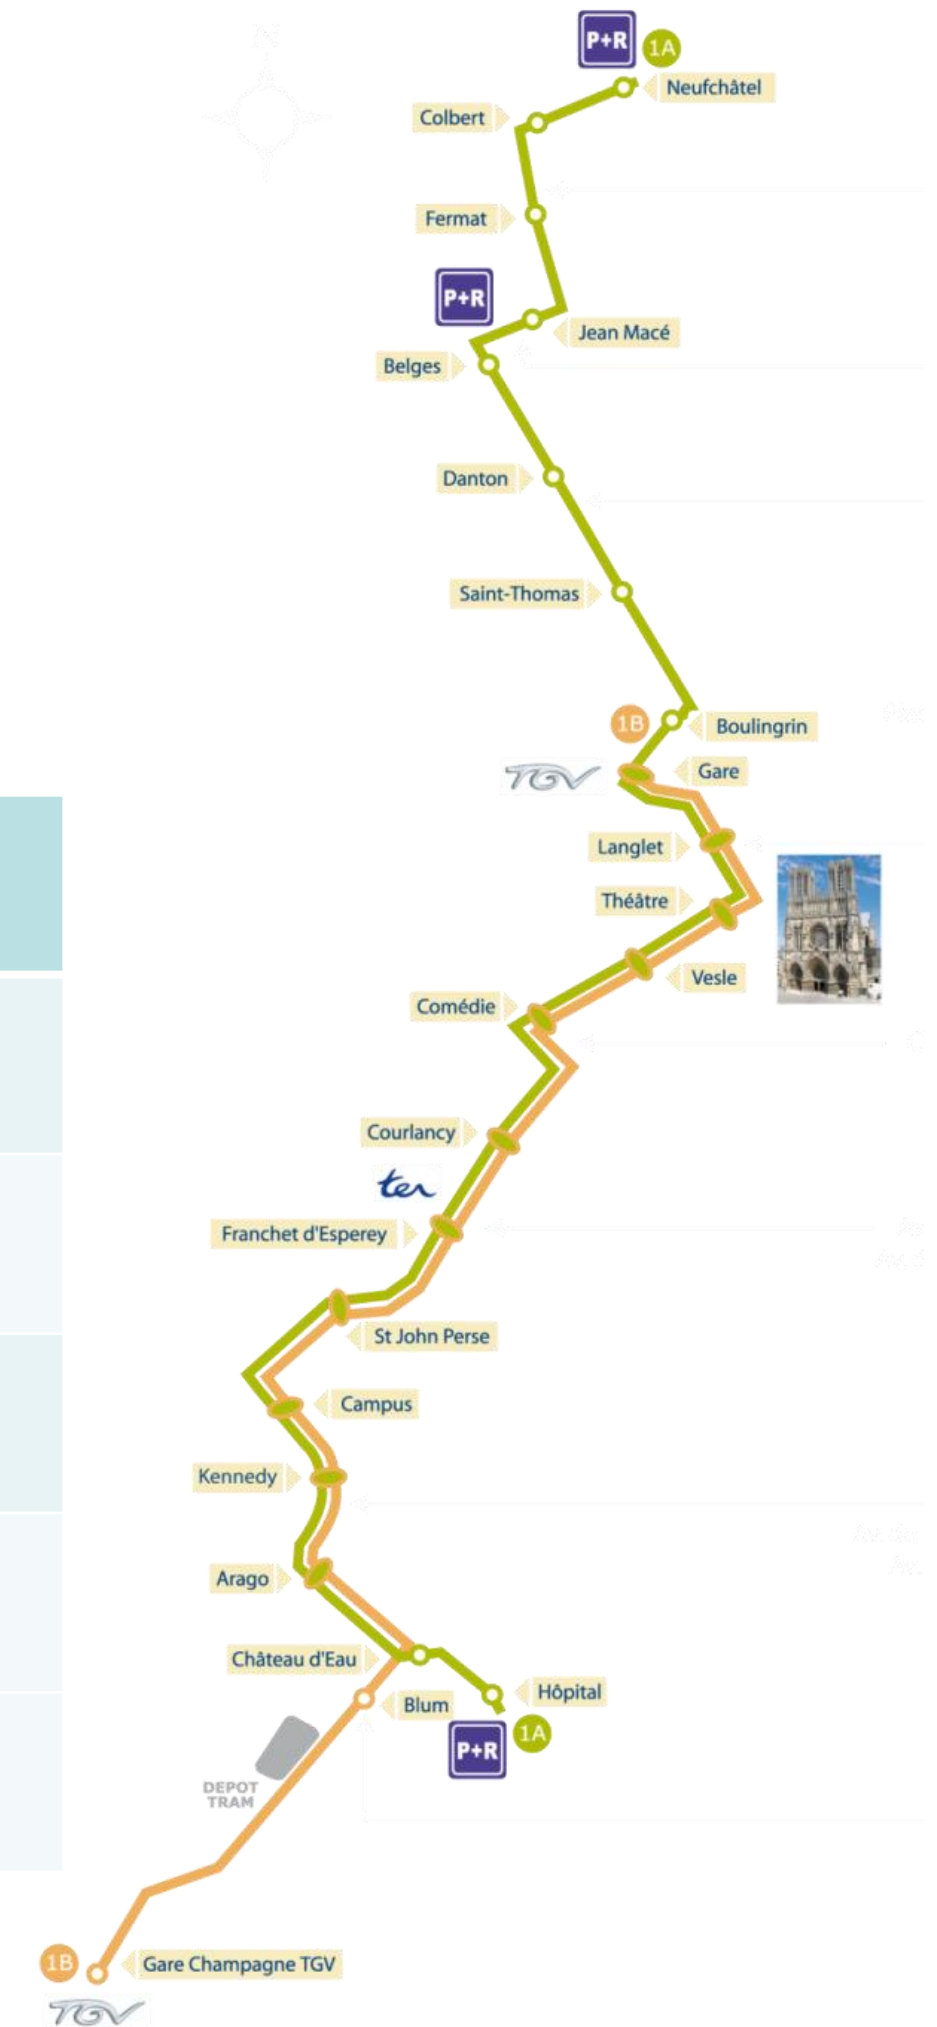 P+R
1A
Neufchâtel
Colbert
Fermat
P+R
Jean Macé
Belges
Danton
Saint-Thomas
1B
Boulingrin
TGV
Gare
Langlet
Théâtre
Vesle
Comédie
Courlancy
ter
Franchet d'Esperey
St John Perse
Campus
Kennedy
Arago
Château d'Eau
Hôpital
Blum
1A
P+R
DEPOT
TRAM
1B
Gare Champagne TGV
TGV